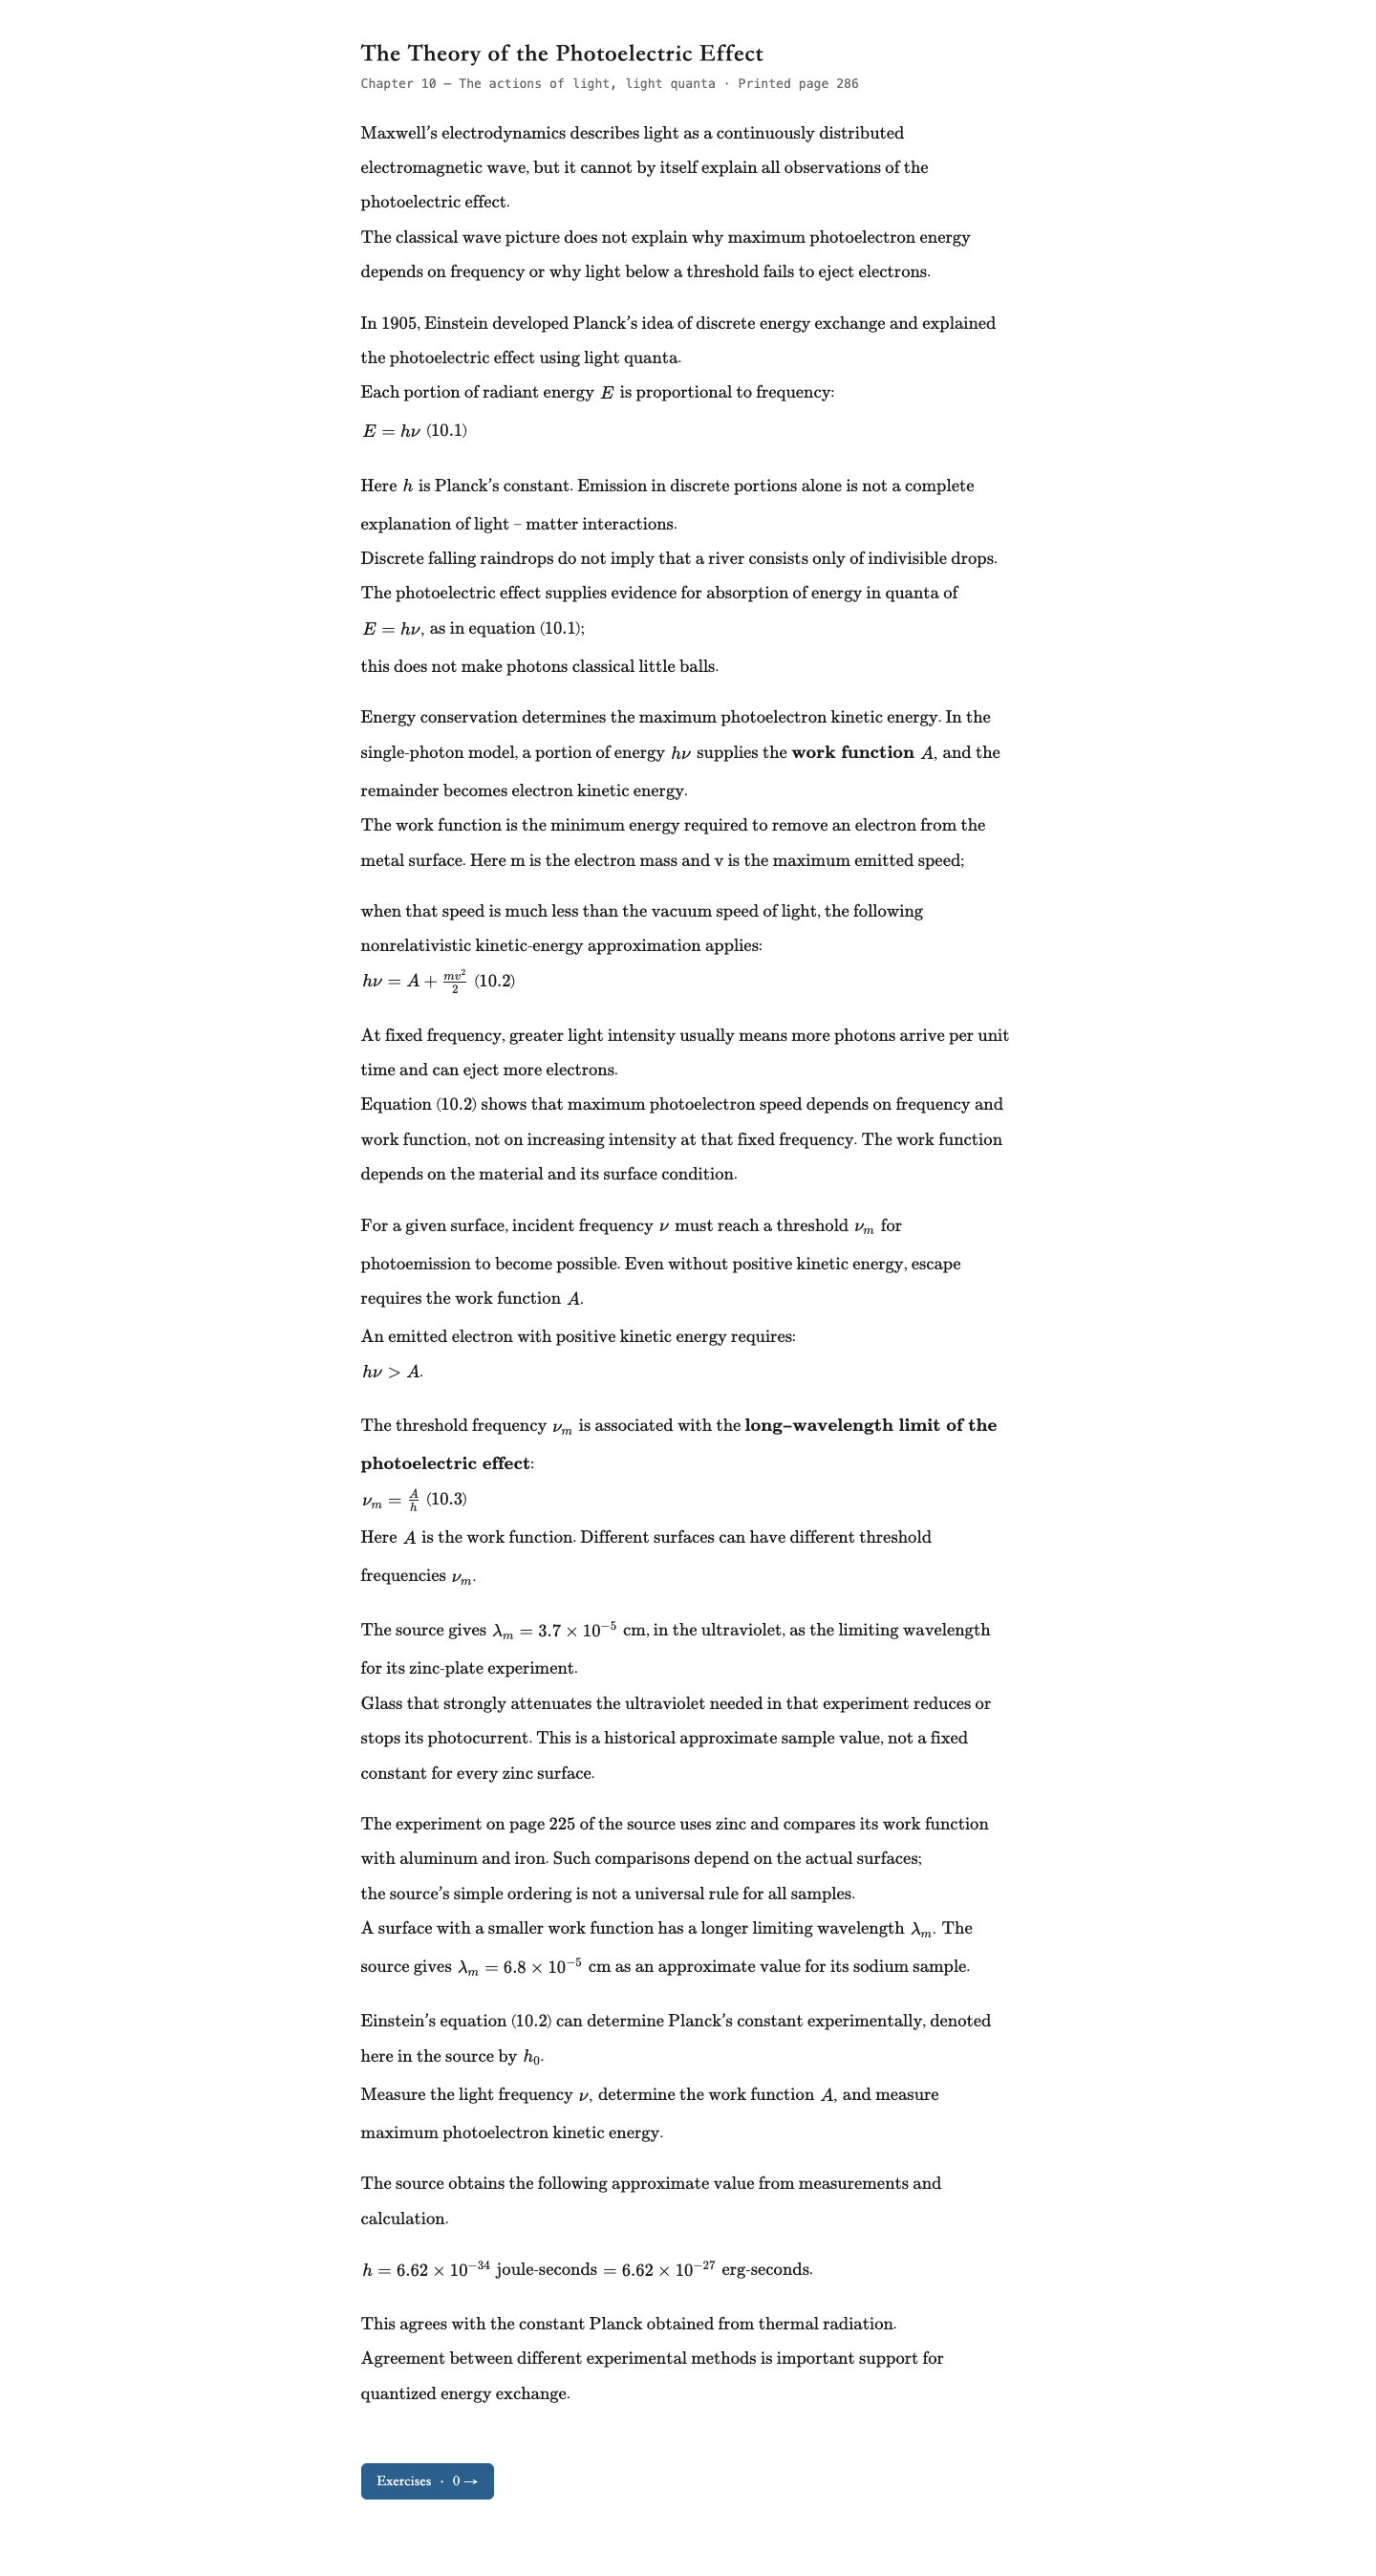 The Theory of the Photoelectric Effect
Chapter 10 — The actions of light, light quanta · Printed page 286
Maxwell's electrodynamics describes light as a continuously distributed
electromagnetic wave, but it cannot by itself explain all observations of the
photoelectric effect.
The classical wave picture does not explain why maximum photoelectron energy
depends on frequency or why light below a threshold fails to eject electrons.
In 1905, Einstein developed Planck's idea of discrete energy exchange and explained
the photoelectric effect using light quanta.
Each portion of radiant energy E is proportional to frequency:
E = hν (10.1)
Here h is Planck's constant. Emission in discrete portions alone is not a complete
explanation of light – matter interactions.
Discrete falling raindrops do not imply that a river consists only of indivisible drops.
The photoelectric effect supplies evidence for absorption of energy in quanta of
E = hν, as in equation (10.1);
this does not make photons classical little balls.
Energy conservation determines the maximum photoelectron kinetic energy. In the
single-photon model, a portion of energy hν supplies the work function A, and the
remainder becomes electron kinetic energy.
The work function is the minimum energy required to remove an electron from the
metal surface. Here m is the electron mass and v is the maximum emitted speed;
when that speed is much less than the vacuum speed of light, the following
nonrelativistic kinetic-energy approximation applies:
hν = A + mv²/2 (10.2)
At fixed frequency, greater light intensity usually means more photons arrive per unit
time and can eject more electrons.
Equation (10.2) shows that maximum photoelectron speed depends on frequency and
work function, not on increasing intensity at that fixed frequency. The work function
depends on the material and its surface condition.
For a given surface, incident frequency ν must reach a threshold νₘ for
photoemission to become possible. Even without positive kinetic energy, escape
requires the work function A.
An emitted electron with positive kinetic energy requires:
hν > A.
The threshold frequency νₘ is associated with the long–wavelength limit of the
photoelectric effect:
νₘ = A/h (10.3)
Here A is the work function. Different surfaces can have different threshold
frequencies νₘ.
The source gives λₘ = 3.7 × 10⁻⁵ cm, in the ultraviolet, as the limiting wavelength
for its zinc-plate experiment.
Glass that strongly attenuates the ultraviolet needed in that experiment reduces or
stops its photocurrent. This is a historical approximate sample value, not a fixed
constant for every zinc surface.
The experiment on page 225 of the source uses zinc and compares its work function
with aluminum and iron. Such comparisons depend on the actual surfaces;
the source's simple ordering is not a universal rule for all samples.
A surface with a smaller work function has a longer limiting wavelength λₘ. The
source gives λₘ = 6.8 × 10⁻⁵ cm as an approximate value for its sodium sample.
Einstein's equation (10.2) can determine Planck's constant experimentally, denoted
here in the source by h₀.
Measure the light frequency ν, determine the work function A, and measure
maximum photoelectron kinetic energy.
The source obtains the following approximate value from measurements and
calculation.
h = 6.62 × 10⁻³⁴ joule-seconds = 6.62 × 10⁻²⁷ erg-seconds.
This agrees with the constant Planck obtained from thermal radiation.
Agreement between different experimental methods is important support for
quantized energy exchange.
Exercises · 0 →